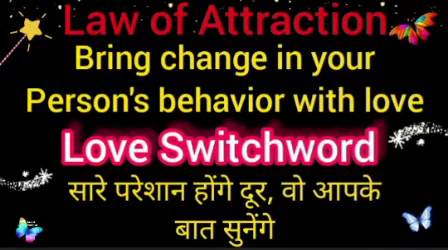 Law of Attraction
Bring change in your
Person's behavior with love
Love Switchword
सारे परेशान होंगे दूर, वो आपके
बात सुनेंगे